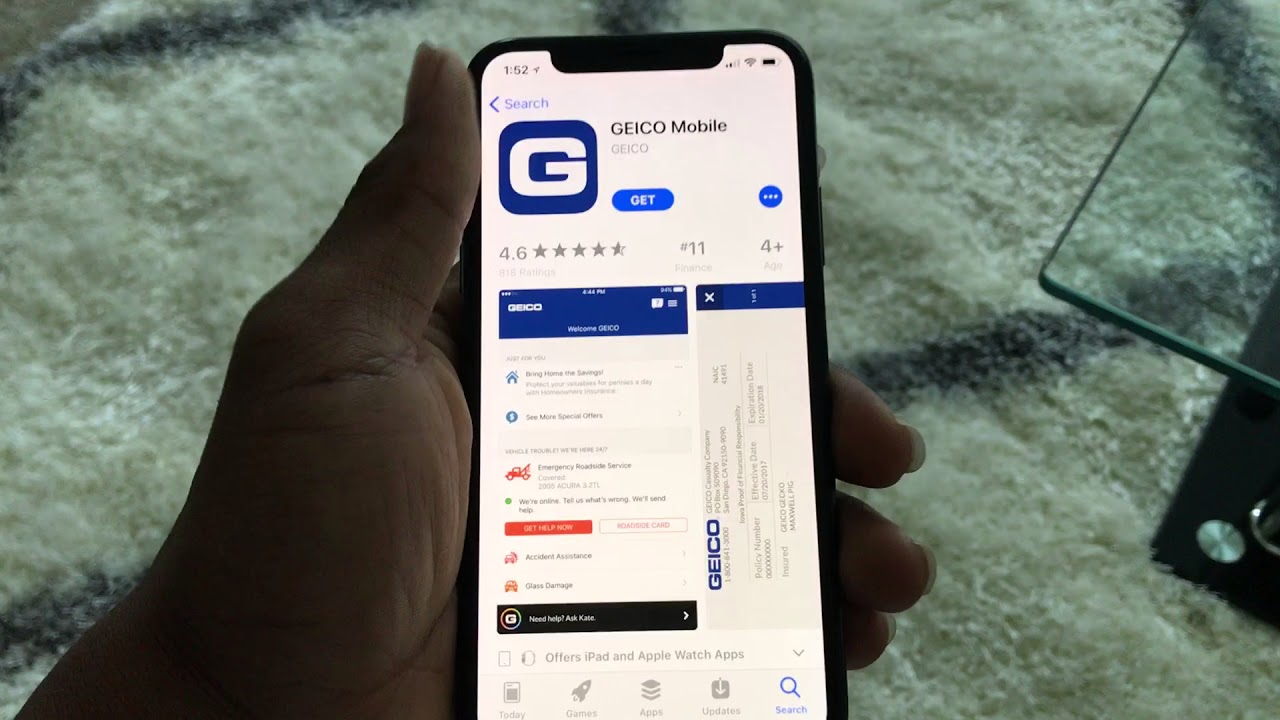 1:52
Search
GEICO Mobile
GEICO
GET
4.6
#11
4+
818 Ratings
Finance
Age
4:44 PM
94%
GEICO
Welcome GEICO
JUST FOR YOU
Bring Home the Savings!
Protect your valuables for pennies a day
with Homeowners Insurance.
See More Special Offers
VEHICLE TROUBLE? WE'RE HERE 24/7
Emergency Roadside Service
Covered:
2005 ACURA 3.2TL
We're online. Tell us what's wrong. We'll send
help.
GET HELP NOW
ROADSIDE CARD
Accident Assistance
Glass Damage
G Need help? Ask Kate.
1 of 1
GEICO
1-800-841-3000
GEICO Casualty Company
PO Box 509090
San Diego, CA 92150-9090
NAIC
41491
Iowa Proof of Financial Responsibility
Policy Number
Effective Date
Expiration Date
0000000000
07/20/2017
01/20/2018
Insured
GEICO GECKO
MAXWELL PIG
Offers iPad and Apple Watch Apps
Today
Games
Apps
Updates
Search